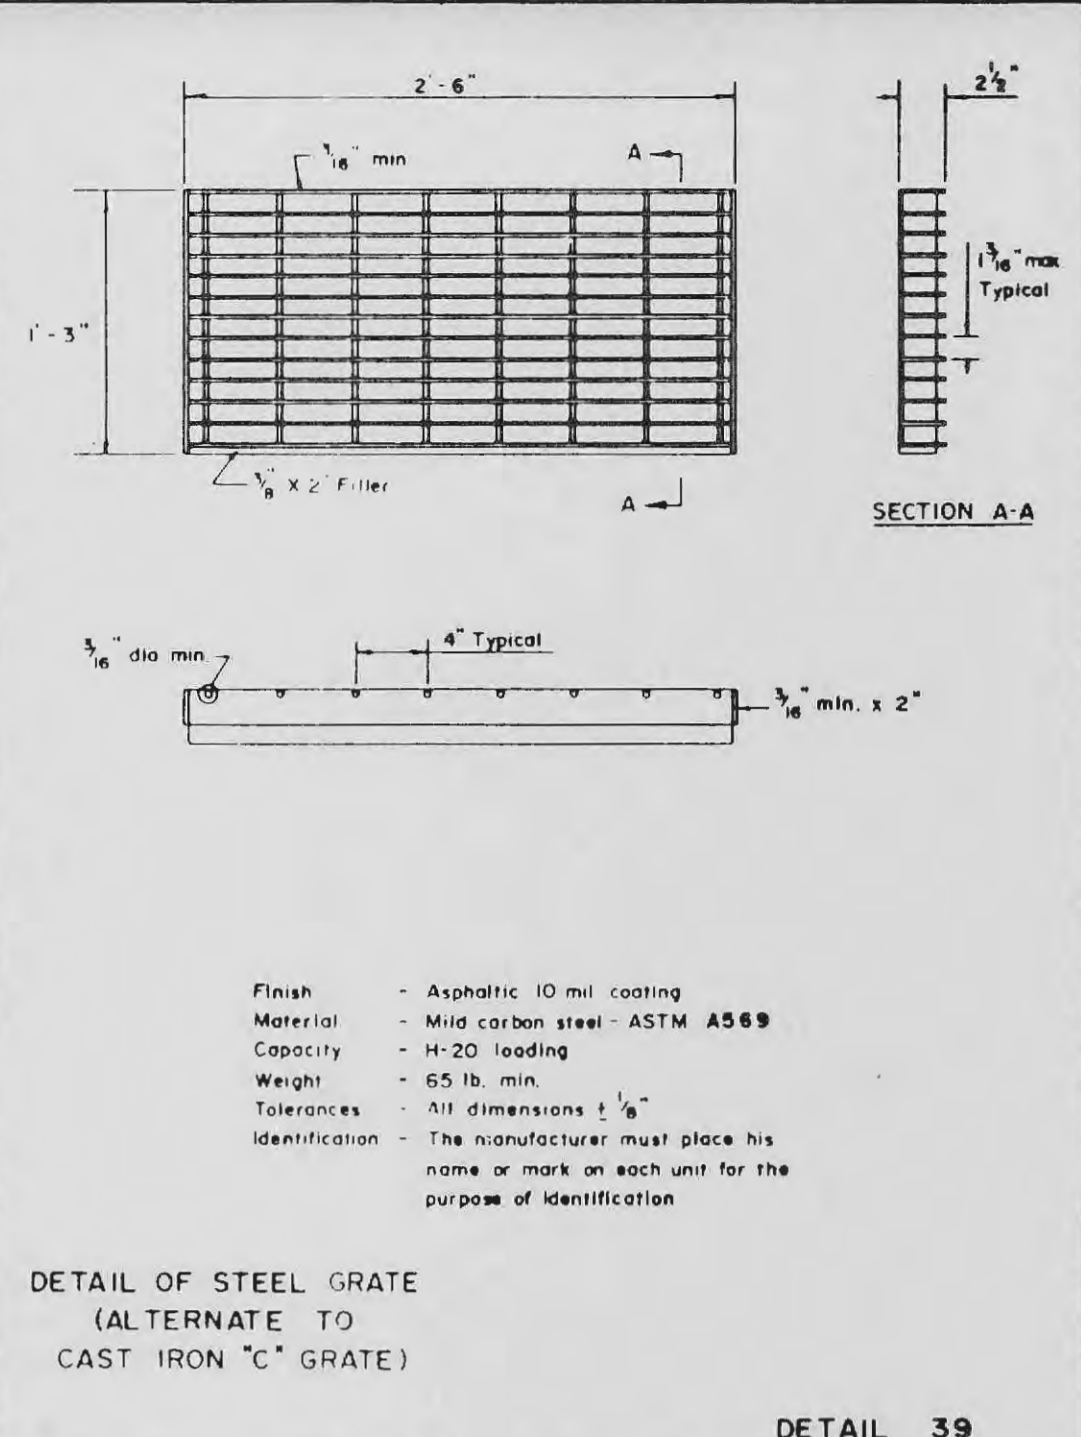 2' - 6"
2 1/2"
3/16" min
A
1' - 3"
1 3/16" max
Typical
3/8" X 2" Filler
A
SECTION A-A
3/16" dia min.
4" Typical
3/16" min. x 2"
Finish - Asphaltic 10 mil coating
Material - Mild carbon steel - ASTM A569
Capacity - H-20 loading
Weight - 65 lb. min.
Tolerances - All dimensions ± 1/8"
Identification - The manufacturer must place his
name or mark on each unit for the
purpose of identification
DETAIL OF STEEL GRATE
(ALTERNATE TO
CAST IRON "C" GRATE)
DETAIL 39